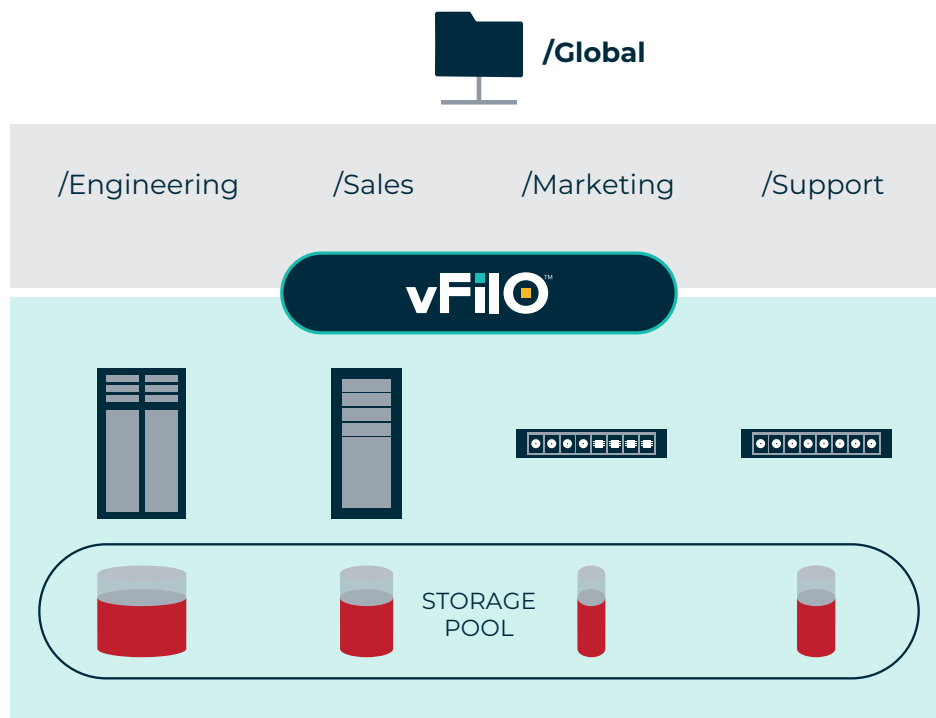 /Global
/Engineering /Sales /Marketing /Support
vFilO™
STORAGE
POOL